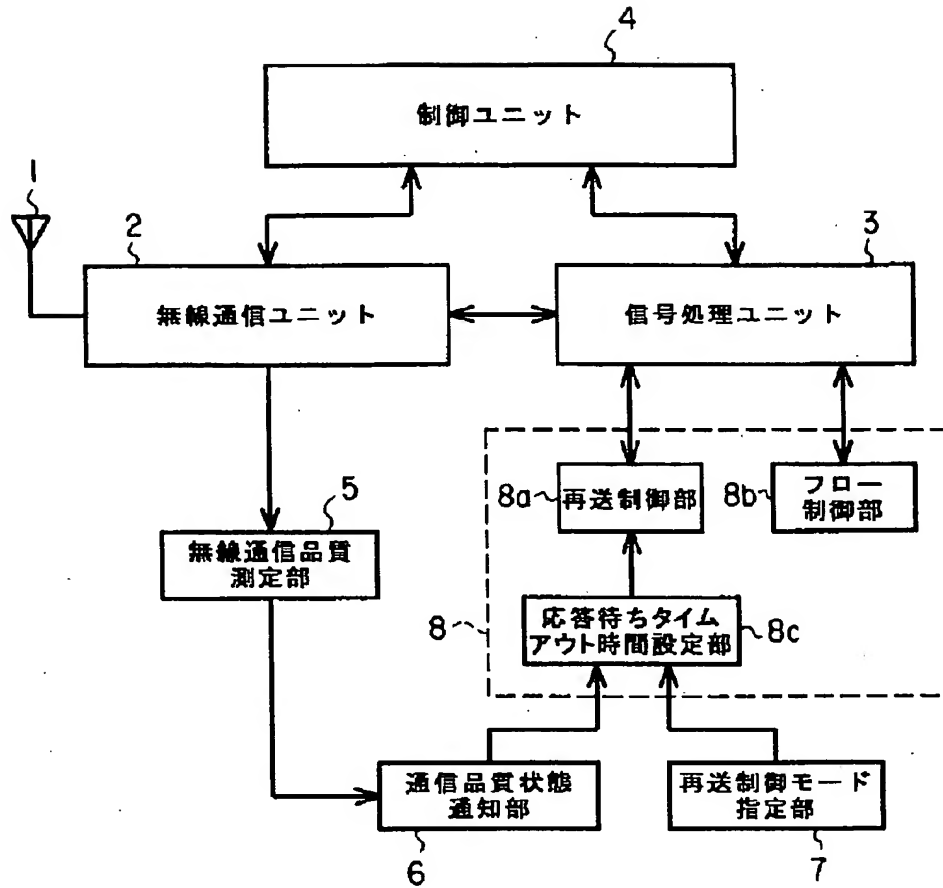 4
制御ユニット
1
2
無線通信ユニット
3
信号処理ユニット
5
無線通信品質
測定部
8a
再送制御部
8b
フロー
制御部
8
応答待ちタイム
アウト時間設定部
8c
通信品質状態
通知部
6
再送制御モード
指定部
7